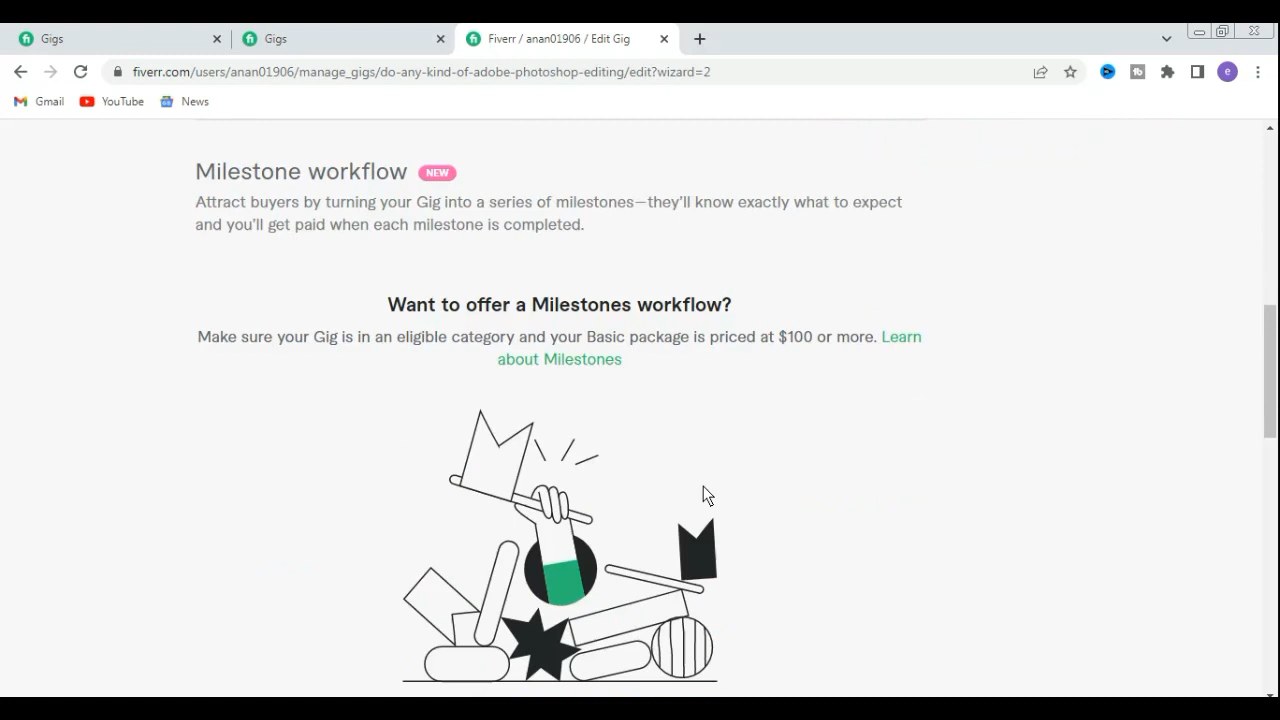 Gigs
Gigs
Fiverr / anan01906 / Edit Gig
fiverr.com/users/anan01906/manage_gigs/do-any-kind-of-adobe-photoshop-editing/edit?wizard=2
e
Gmail
YouTube
News
Milestone workflow NEW
Attract buyers by turning your Gig into a series of milestones—they'll know exactly what to expect
and you'll get paid when each milestone is completed.
Want to offer a Milestones workflow?
Make sure your Gig is in an eligible category and your Basic package is priced at $100 or more. Learn
about Milestones